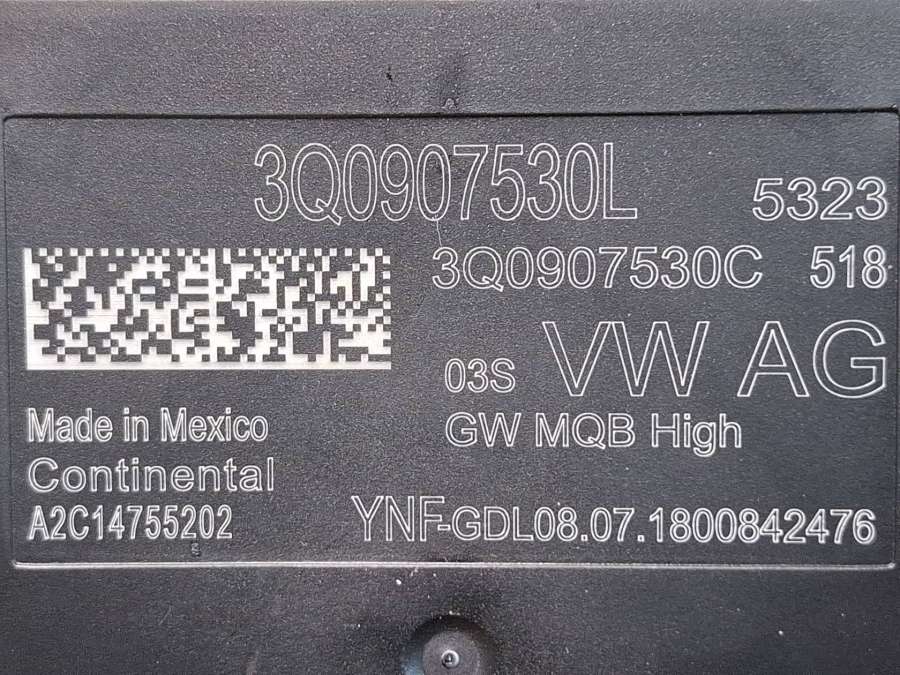 3Q0907530L 5323
3Q0907530C 518
03S VW AG
GW MQB High
Made in Mexico
Continental
A2C14755202
YNF-GDL08.07.1800842476